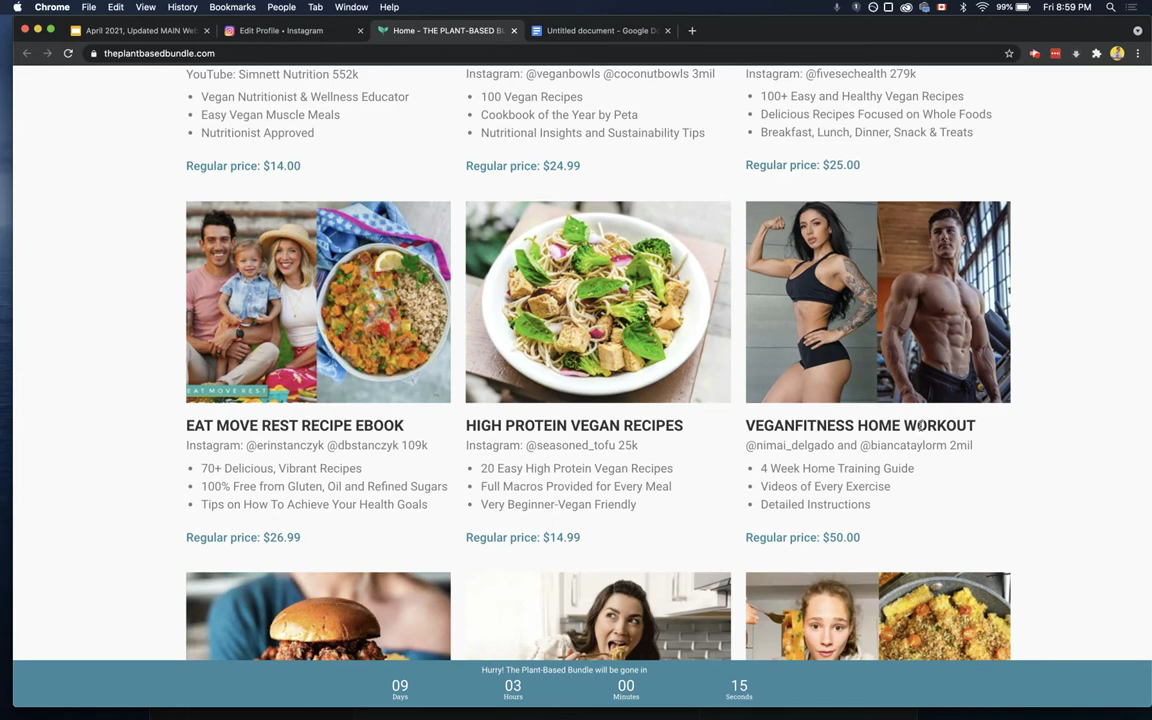 Chrome File Edit View History Bookmarks People Tab Window Help 99% Fri 8:59 PM
April 2021, Updated MAIN Web
Edit Profile • Instagram
Home - THE PLANT-BASED BU
Untitled document - Google Do
theplantbasedbundle.com
YouTube: Simnett Nutrition 552k
Vegan Nutritionist & Wellness Educator
Easy Vegan Muscle Meals
Nutritionist Approved
Regular price: $14.00
Instagram: @veganbowls @coconutbowls 3mil
100 Vegan Recipes
Cookbook of the Year by Peta
Nutritional Insights and Sustainability Tips
Regular price: $24.99
Instagram: @fivesechealth 279k
100+ Easy and Healthy Vegan Recipes
Delicious Recipes Focused on Whole Foods
Breakfast, Lunch, Dinner, Snack & Treats
Regular price: $25.00
EAT MOVE REST
EAT MOVE REST RECIPE EBOOK
Instagram: @erinstanczyk @dbstanczyk 109k
70+ Delicious, Vibrant Recipes
100% Free from Gluten, Oil and Refined Sugars
Tips on How To Achieve Your Health Goals
Regular price: $26.99
HIGH PROTEIN VEGAN RECIPES
Instagram: @seasoned_tofu 25k
20 Easy High Protein Vegan Recipes
Full Macros Provided for Every Meal
Very Beginner-Vegan Friendly
Regular price: $14.99
VEGANFITNESS HOME WORKOUT
@nimai_delgado and @biancataylorm 2mil
4 Week Home Training Guide
Videos of Every Exercise
Detailed Instructions
Regular price: $50.00
Hurry! The Plant-Based Bundle will be gone in
09 03 00 15
Days Hours Minutes Seconds